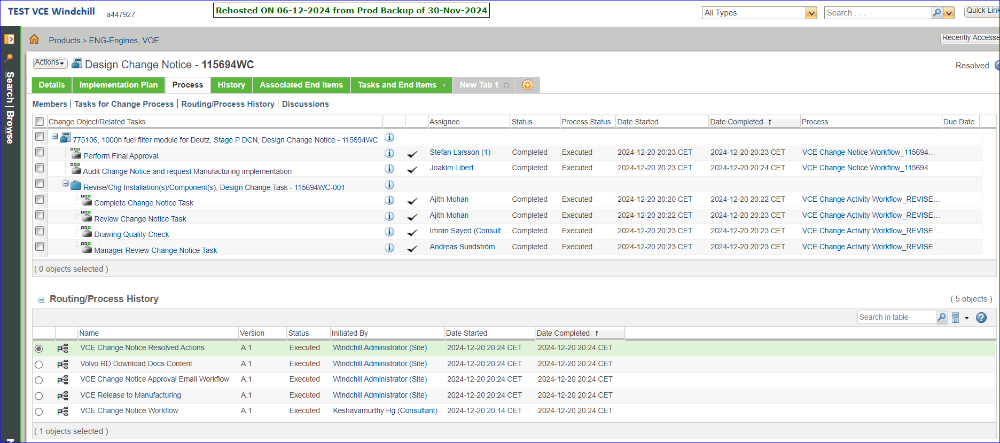 TEST VCE Windchill a447927 Rehosted ON 06-12-2024 from Prod Backup of 30-Nov-2024 All Types Search . . . Quick Link
Products > ENG-Engines, VOE Recently Accesse
Actions Design Change Notice - 115694WC Resolved
Search | Browse
Details Implementation Plan Process History Associated End Items Tasks and End items × New Tab 1
Members | Tasks for Change Process | Routing/Process History | Discussions
Change Object/Related Tasks Assignee Status Process Status Date Started Date Completed ↑ Process Due Date
775106, 1000h fuel filter module for Deutz, Stage P DCN, Design Change Notice - 115694WC
Perform Final Approval Stefan Larsson (1) Completed Executed 2024-12-20 20:23 CET 2024-12-20 20:23 CET VCE Change Notice Workflow_115694...
Audit Change Notice and request Manufacturing implementation Joakim Libert Completed Executed 2024-12-20 20:23 CET 2024-12-20 20:24 CET VCE Change Notice Workflow_115694...
Revise/Chg Installation(s)/Component(s), Design Change Task - 115694WC-001
Complete Change Notice Task Ajith Mohan Completed Executed 2024-12-20 20:20 CET 2024-12-20 20:22 CET VCE Change Activity Workflow_REVISE...
Review Change Notice Task Ajith Mohan Completed Executed 2024-12-20 20:22 CET 2024-12-20 20:23 CET VCE Change Activity Workflow_REVISE...
Drawing Quality Check Imran Sayed (Consult... Completed Executed 2024-12-20 20:23 CET 2024-12-20 20:23 CET VCE Change Activity Workflow_REVISE...
Manager Review Change Notice Task Andreas Sundström Completed Executed 2024-12-20 20:23 CET 2024-12-20 20:23 CET VCE Change Activity Workflow_REVISE...
( 0 objects selected )
Routing/Process History ( 5 objects )
Search in table
Name Version Status Initiated By Date Started Date Completed ↑
VCE Change Notice Resolved Actions A.1 Executed Windchill Administrator (Site) 2024-12-20 20:24 CET 2024-12-20 20:24 CET
Volvo RD Download Docs Content A.1 Executed Windchill Administrator (Site) 2024-12-20 20:24 CET 2024-12-20 20:24 CET
VCE Change Notice Approval Email Workflow A.1 Executed Windchill Administrator (Site) 2024-12-20 20:24 CET 2024-12-20 20:24 CET
VCE Release to Manufacturing A.1 Executed Windchill Administrator (Site) 2024-12-20 20:24 CET 2024-12-20 20:24 CET
VCE Change Notice Workflow A.1 Executed Keshavamurthy Hg (Consultant) 2024-12-20 20:14 CET 2024-12-20 20:24 CET
( 1 objects selected )